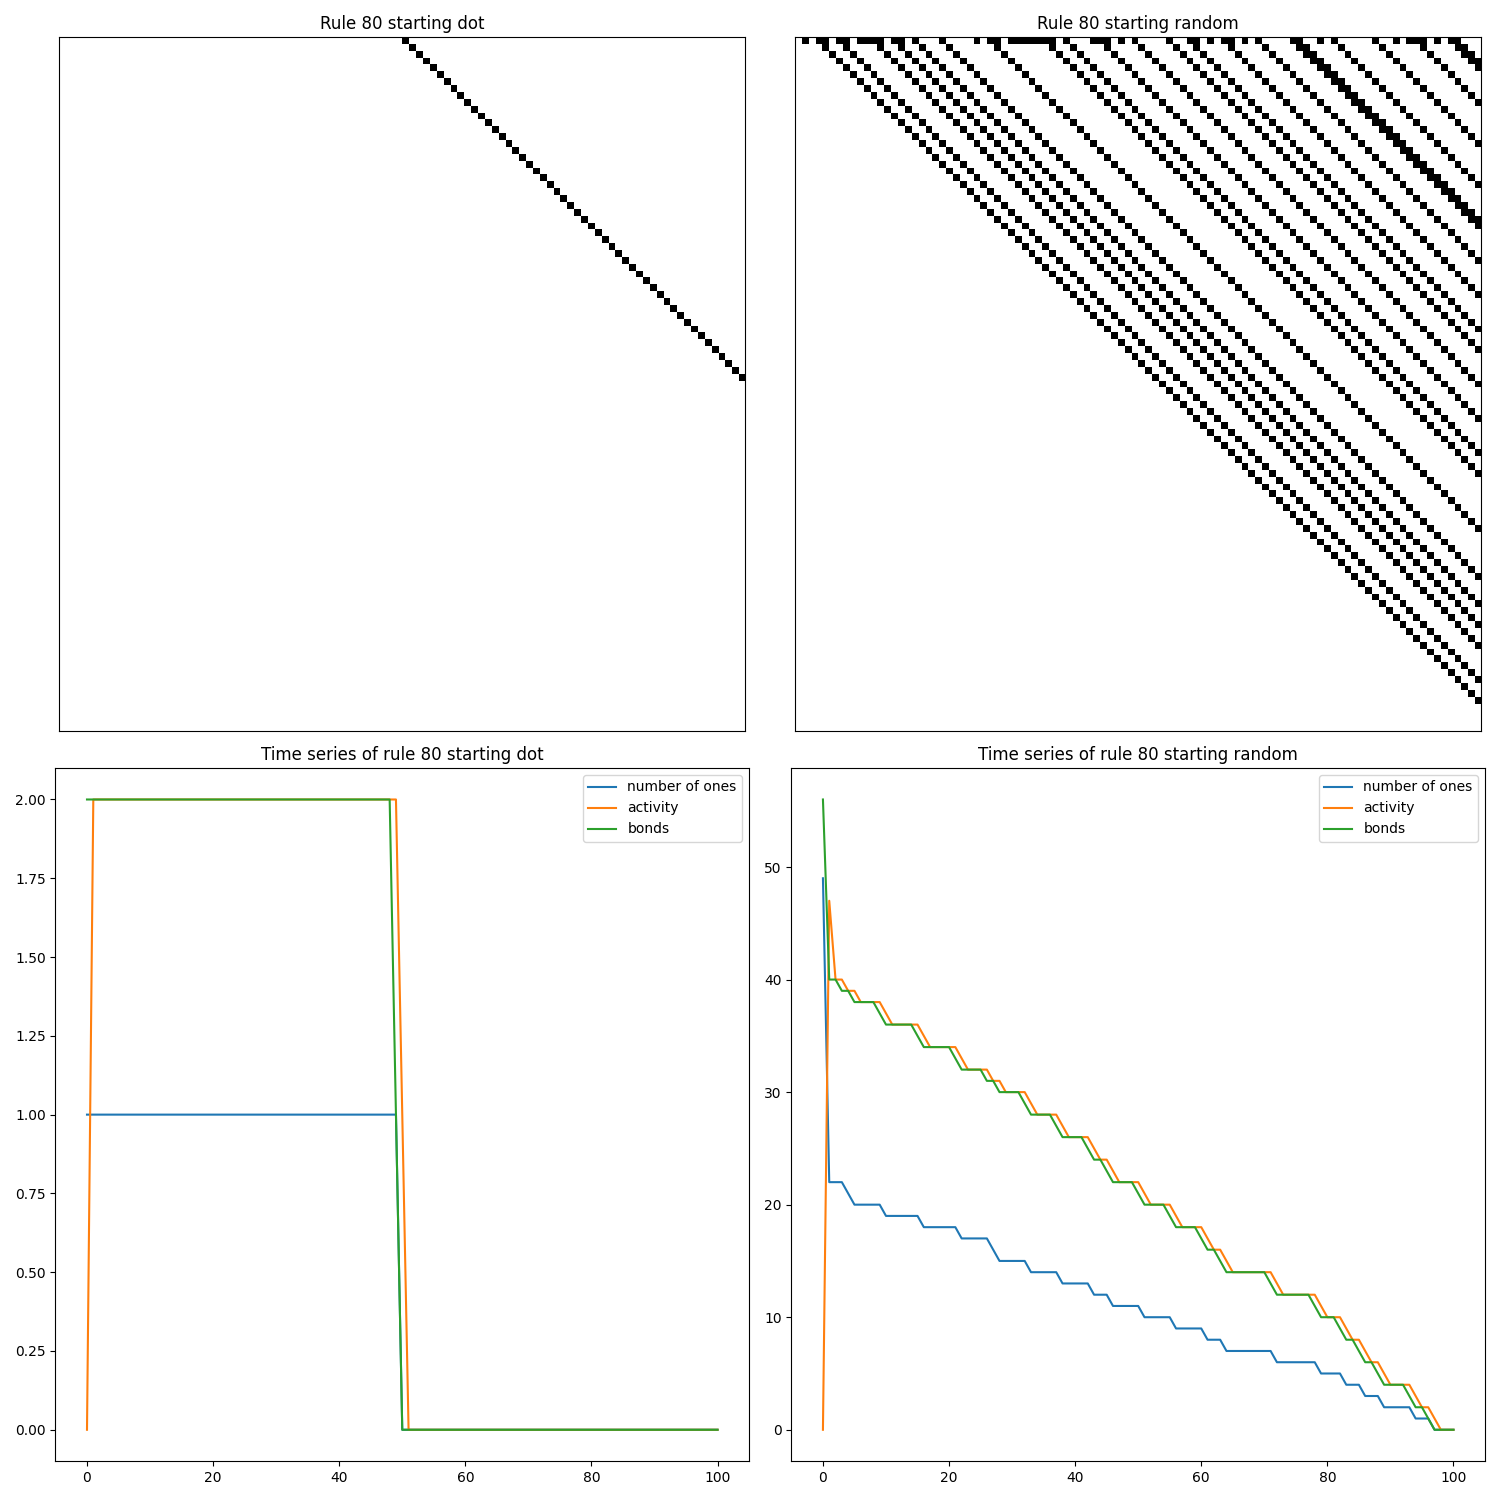 Rule 80 starting dot
Rule 80 starting random
Time series of rule 80 starting dot
number of ones
activity
bonds
2.00
1.75
1.50
1.25
1.00
0.75
0.50
0.25
0.00
0 20 40 60 80 100
Time series of rule 80 starting random
number of ones
activity
bonds
50
40
30
20
10
0
0 20 40 60 80 100